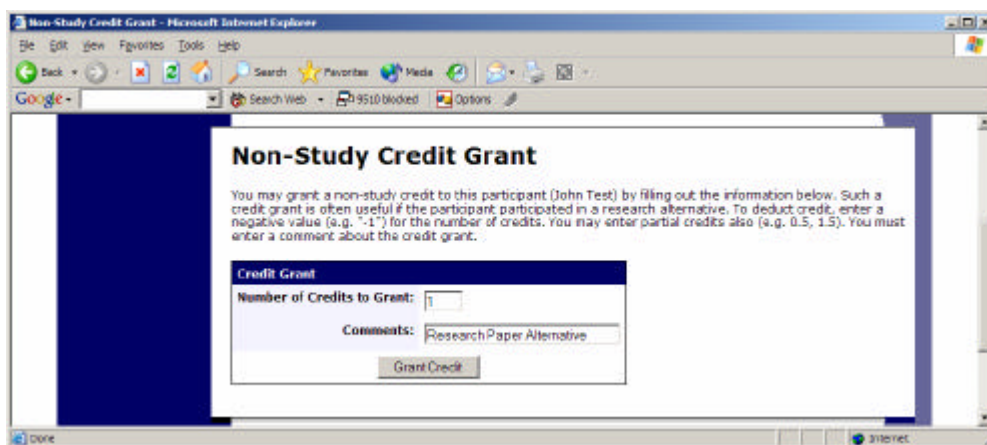 Non-Study Credit Grant - Microsoft Internet Explorer
File Edit View Favorites Tools Help
Back Search Favorites Media
Google Search Web 9510 blocked Options
Non-Study Credit Grant
You may grant a non-study credit to this participant (John Test) by filling out the information below. Such a
credit grant is often useful if the participant participated in a research alternative. To deduct credit, enter a
negative value (e.g. "-1") for the number of credits. You may enter partial credits also (e.g. 0.5, 1.5). You must
enter a comment about the credit grant.
Credit Grant
Number of Credits to Grant: 1
Comments: Research Paper Alternative
Grant Credit
Done Internet